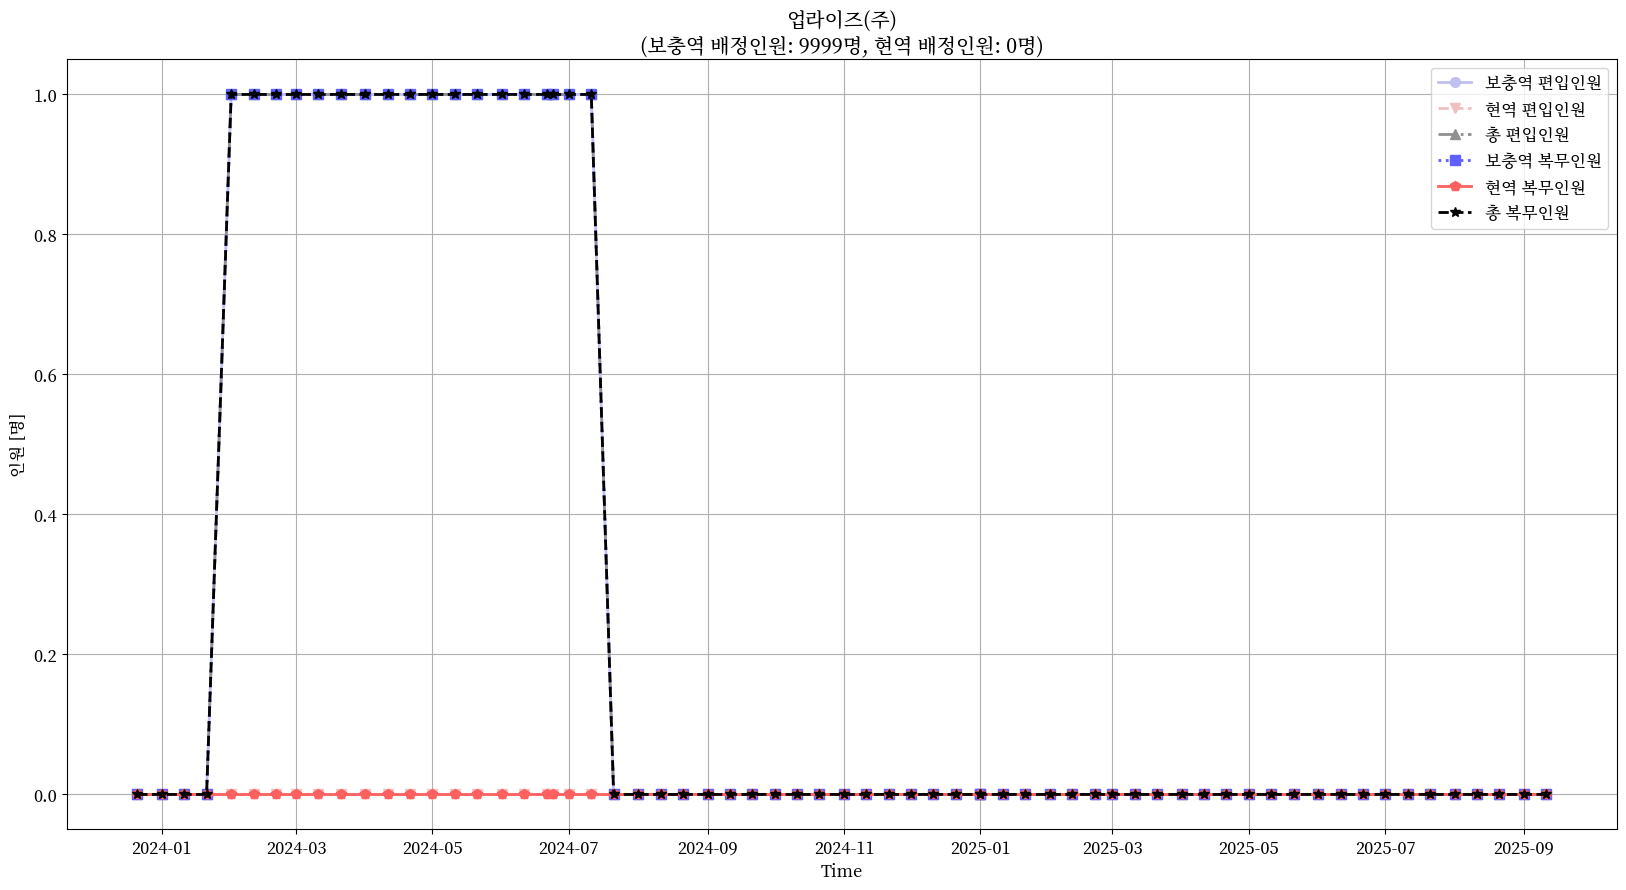 업라이즈(주)
(보충역 배정인원: 9999명, 현역 배정인원: 0명)
보충역 편입인원
현역 편입인원
총 편입인원
보충역 복무인원
현역 복무인원
총 복무인원
인원 [명]
1.0
0.8
0.6
0.4
0.2
0.0
2024-01
2024-03
2024-05
2024-07
2024-09
2024-11
2025-01
2025-03
2025-05
2025-07
2025-09
Time